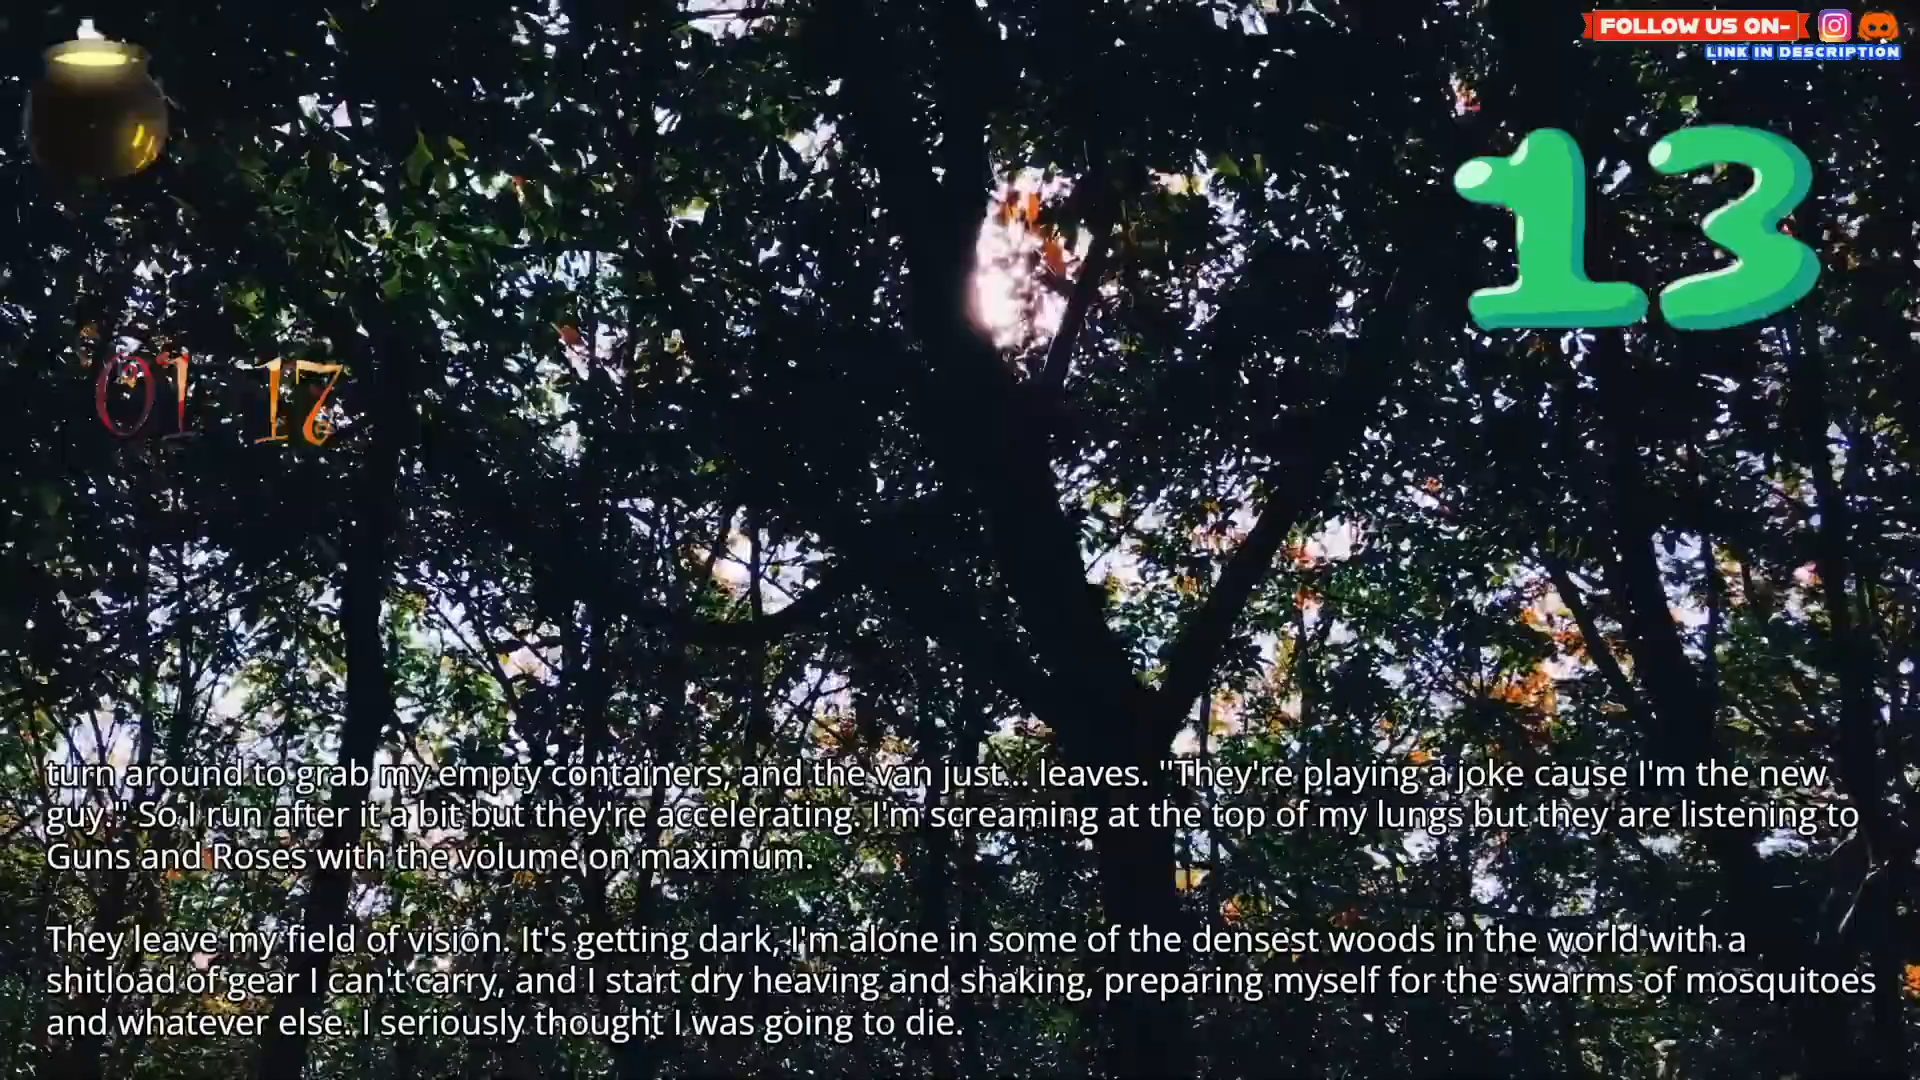 FOLLOW US ON-
LINK IN DESCRIPTION
13
01 17
turn around to grab my empty containers, and the van just... leaves. "They're playing a joke cause I'm the new
guy." So I run after it a bit but they're accelerating. I'm screaming at the top of my lungs but they are listening to
Guns and Roses with the volume on maximum.
They leave my field of vision. It's getting dark, I'm alone in some of the densest woods in the world with a
shitload of gear I can't carry, and I start dry heaving and shaking, preparing myself for the swarms of mosquitoes
and whatever else. I seriously thought I was going to die.